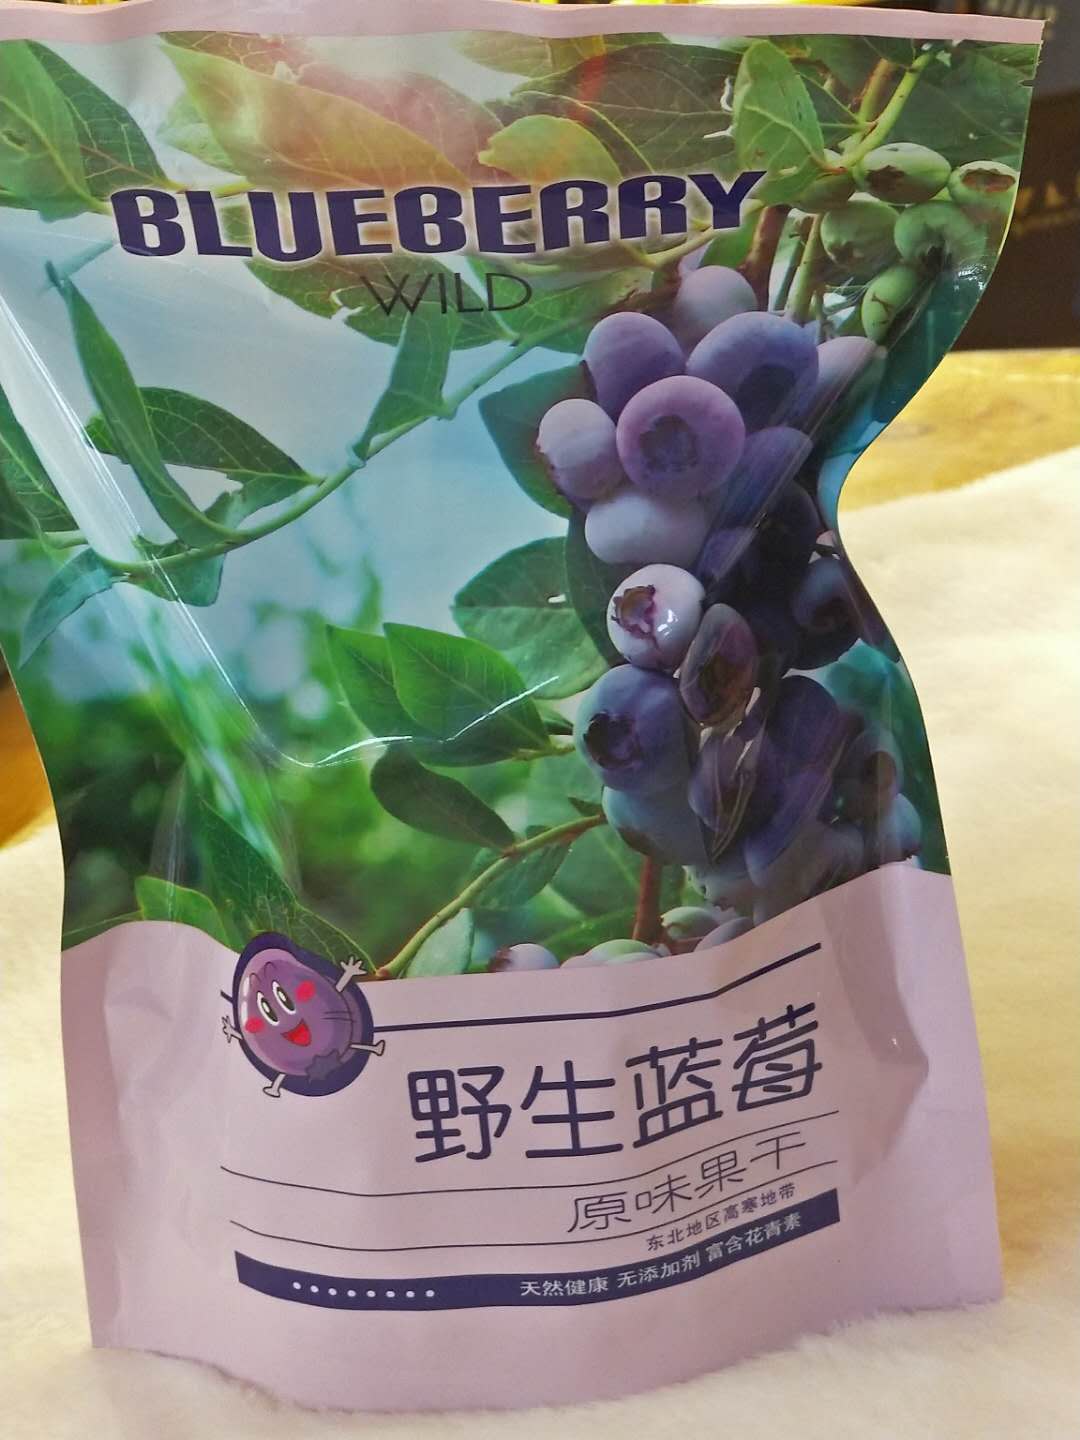 BLUEBERRY
WILD
野生蓝莓
原味果干
东北地区高寒地带
天然健康 无添加剂 富含花青素